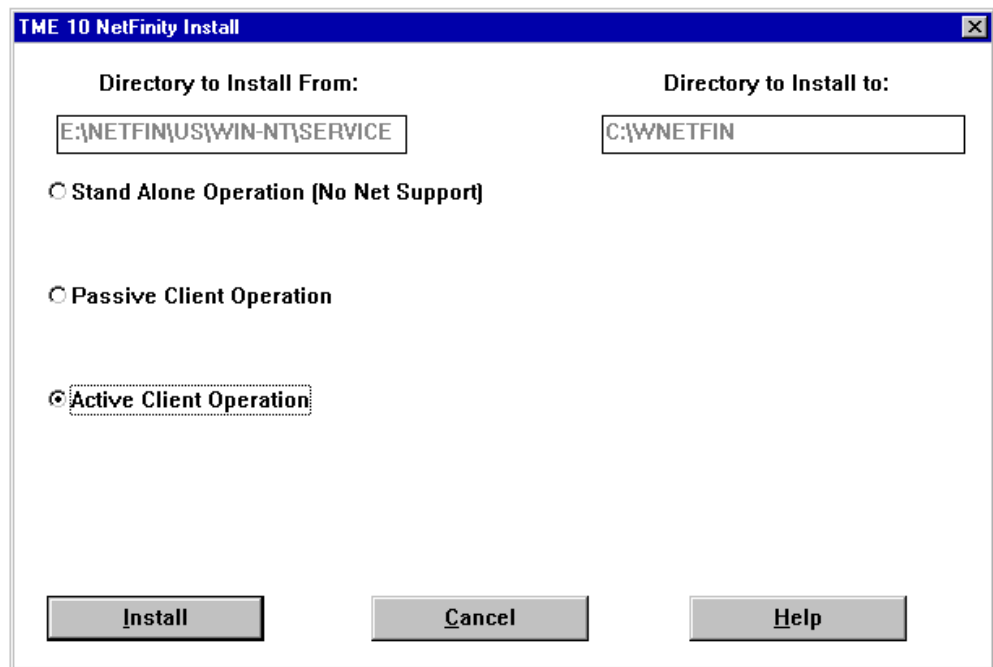 TME 10 NetFinity Install
Directory to Install From:
Directory to Install to:
E:\NETFIN\US\WIN-NT\SERVICE
C:\WNETFIN
Stand Alone Operation (No Net Support)
Passive Client Operation
Active Client Operation
Install
Cancel
Help